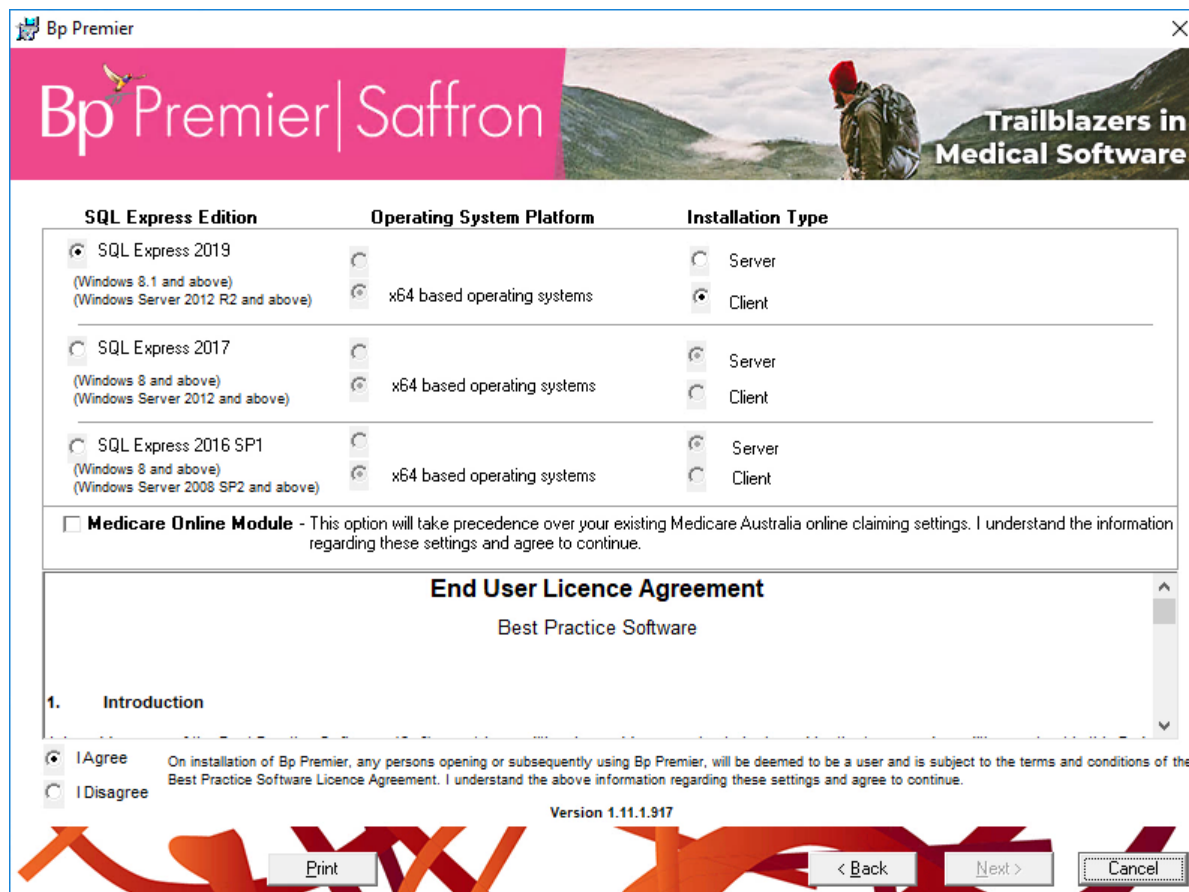 Bp Premier
Bp Premier | Saffron
Trailblazers in
Medical Software
SQL Express Edition Operating System Platform Installation Type
SQL Express 2019
(Windows 8.1 and above)
(Windows Server 2012 R2 and above)
x64 based operating systems
Server
Client
SQL Express 2017
(Windows 8 and above)
(Windows Server 2012 and above)
x64 based operating systems
Server
Client
SQL Express 2016 SP1
(Windows 8 and above)
(Windows Server 2008 SP2 and above)
x64 based operating systems
Server
Client
Medicare Online Module - This option will take precedence over your existing Medicare Australia online claiming settings. I understand the information
regarding these settings and agree to continue.
End User Licence Agreement
Best Practice Software
1. Introduction
I Agree
I Disagree
On installation of Bp Premier, any persons opening or subsequently using Bp Premier, will be deemed to be a user and is subject to the terms and conditions of the
Best Practice Software Licence Agreement. I understand the above information regarding these settings and agree to continue.
Version 1.11.1.917
Print
< Back
Next >
Cancel